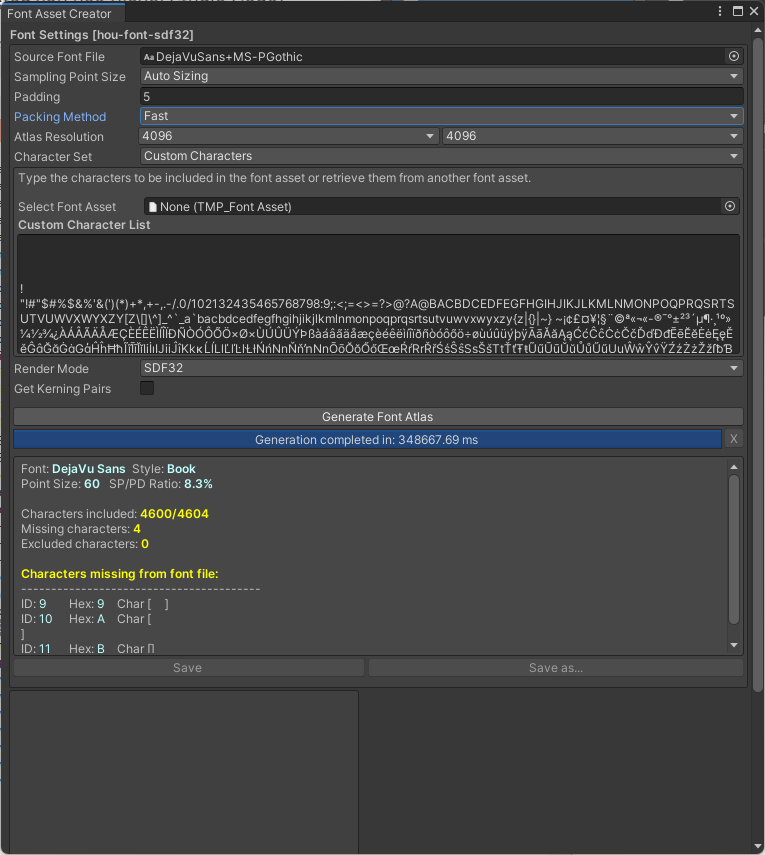 Font Asset Creator
Font Settings [hou-font-sdf32]
Source Font File Aa DejaVuSans+MS-PGothic
Sampling Point Size Auto Sizing
Padding 5
Packing Method Fast
Atlas Resolution 4096 4096
Character Set Custom Characters
Type the characters to be included in the font asset or retrieve them from another font asset.
Select Font Asset None (TMP_Font Asset)
Custom Character List
!
"!#"$#%$&%'&(')(*)+*,+-,.-/.0/102132435465768798:9;:<;=<>=?>@?A@BACBDCEDFEGFHGIHJIKJLKMLNMONPOQPRQSRTS
UTVUWVXWYXZY[Z\[]\^]_^`_a`bacbdcedfegfhgihjikjlkmlnmonpoqprqsrtsutvuwvxwyxzy{z|{}|~}
Render Mode SDF32
Get Kerning Pairs
Generate Font Atlas
Generation completed in: 348667.69 ms X
Font: DejaVu Sans Style: Book
Point Size: 60 SP/PD Ratio: 8.3%
Characters included: 4600/4604
Missing characters: 4
Excluded characters: 0
Characters missing from font file:
----------------------------------------
ID: 9 Hex: 9 Char [ ]
ID: 10 Hex: A Char [
]
ID: 11 Hex: B Char []
Save Save as...